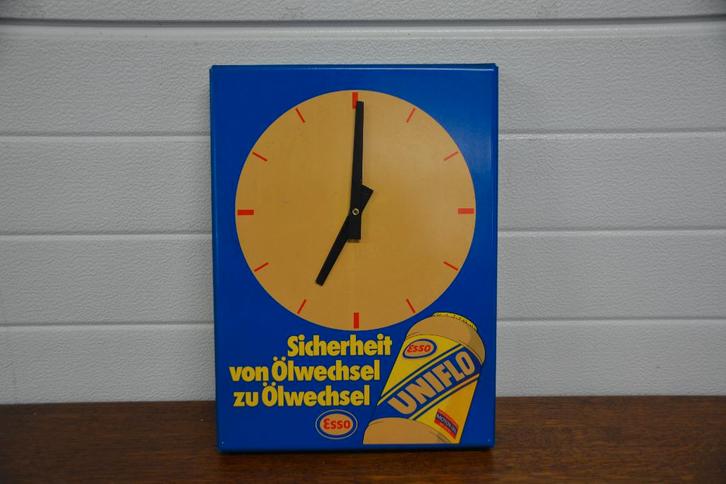 Sicherheit
von Ölwechsel
zu Ölwechsel
Esso
Esso
UNIFLO